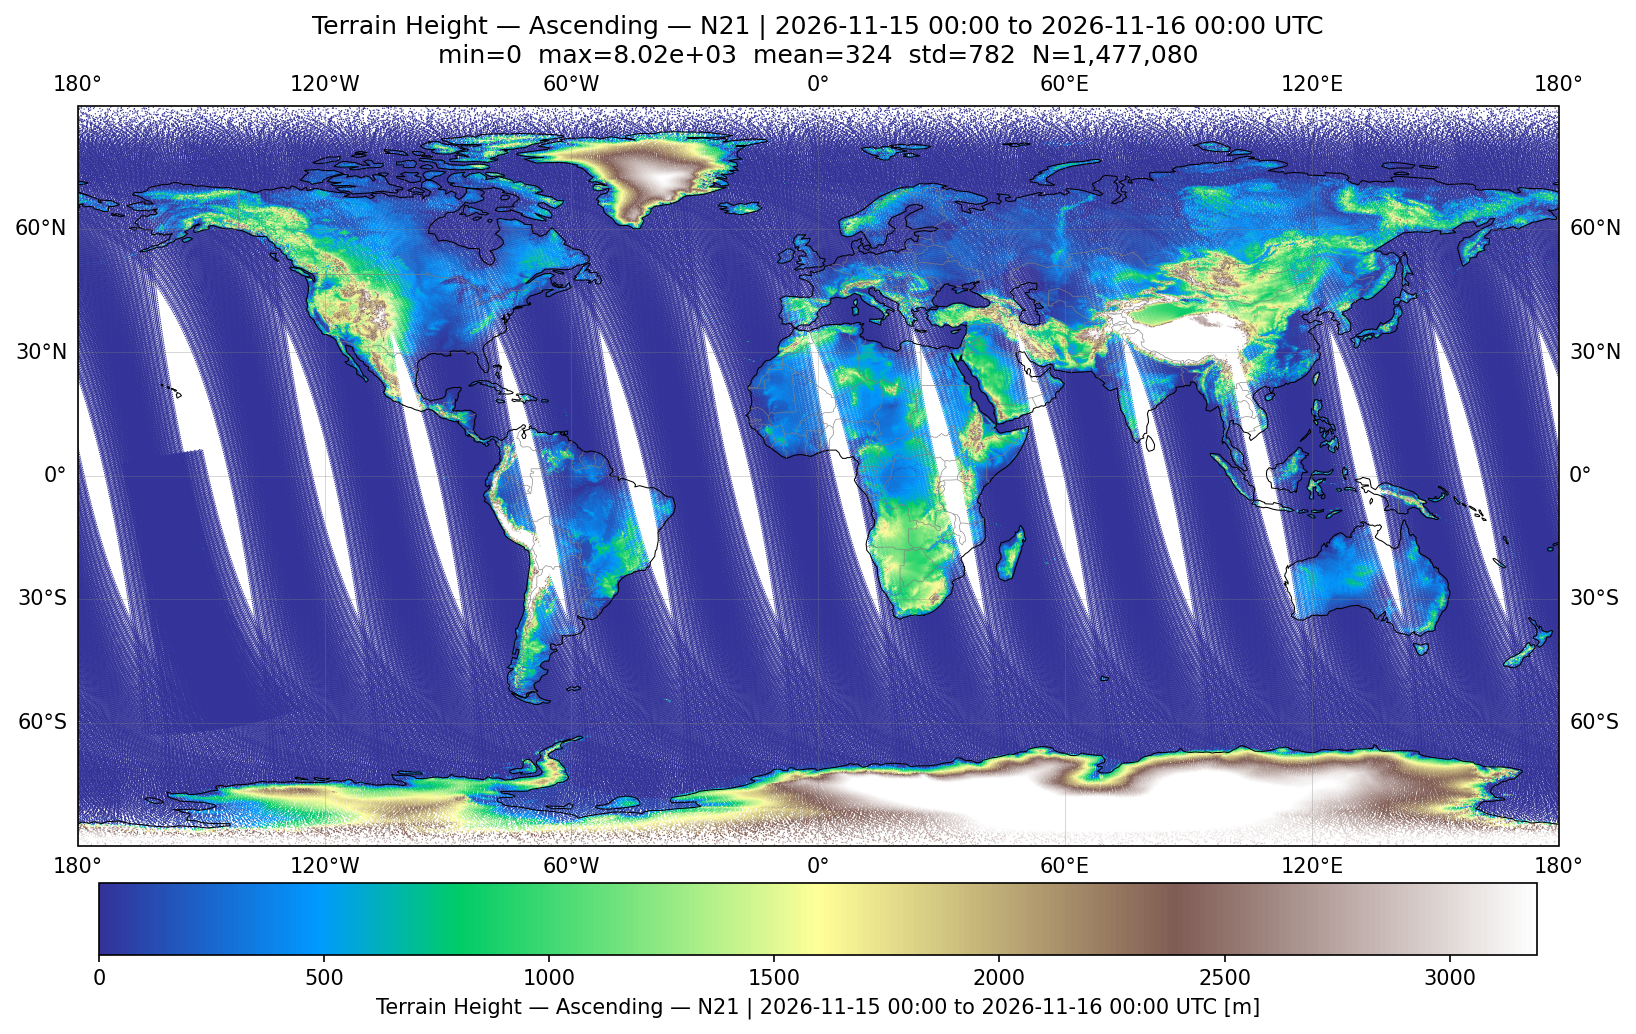 Terrain Height — Ascending — N21 | 2026-11-15 00:00 to 2026-11-16 00:00 UTC
min=0  max=8.02e+03  mean=324  std=782  N=1,477,080
180° 120°W 60°W 0° 60°E 120°E 180°
60°N 60°N
30°N 30°N
0° 0°
30°S 30°S
60°S 60°S
180° 120°W 60°W 0° 60°E 120°E 180°
0 500 1000 1500 2000 2500 3000
Terrain Height — Ascending — N21 | 2026-11-15 00:00 to 2026-11-16 00:00 UTC [m]